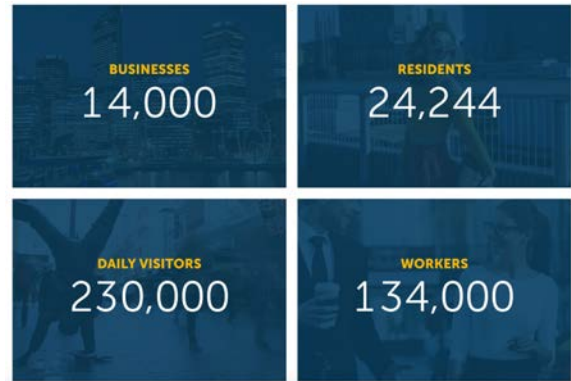 BUSINESSES
14,000
RESIDENTS
24,244
DAILY VISITORS
230,000
WORKERS
134,000